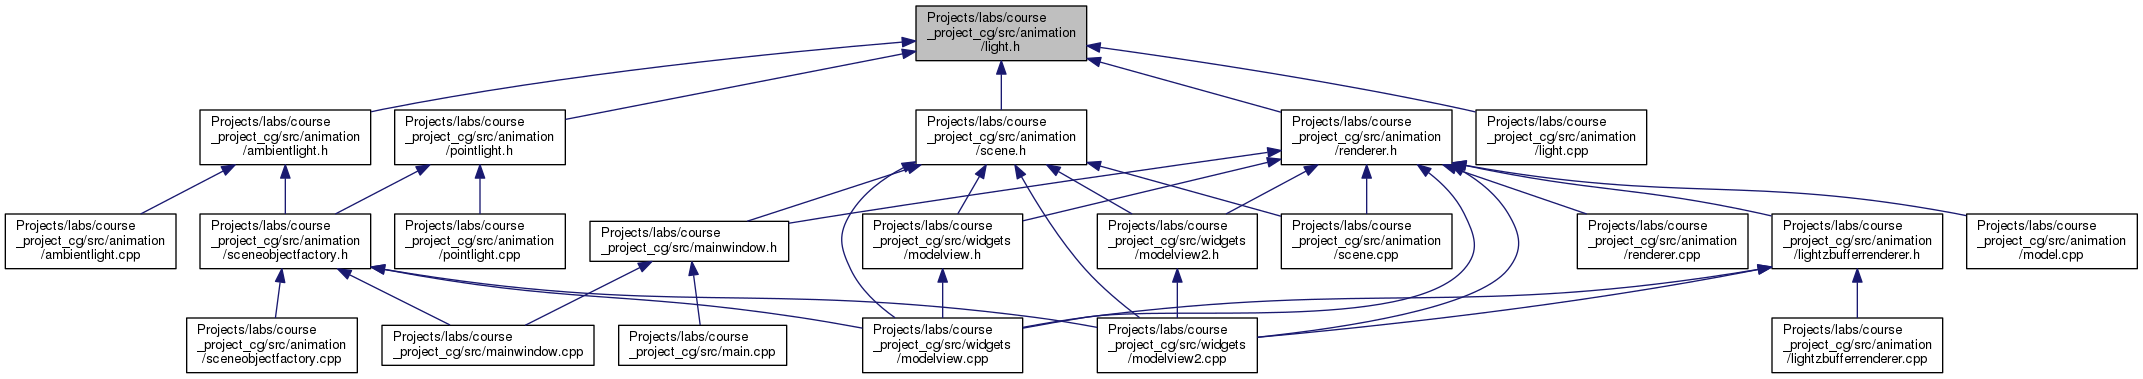 Projects/labs/course
_project_cg/src/animation
/light.h
Projects/labs/course
_project_cg/src/animation
/ambientlight.h
Projects/labs/course
_project_cg/src/animation
/pointlight.h
Projects/labs/course
_project_cg/src/animation
/scene.h
Projects/labs/course
_project_cg/src/animation
/renderer.h
Projects/labs/course
_project_cg/src/animation
/light.cpp
Projects/labs/course
_project_cg/src/animation
/ambientlight.cpp
Projects/labs/course
_project_cg/src/animation
/sceneobjectfactory.h
Projects/labs/course
_project_cg/src/animation
/pointlight.cpp
Projects/labs/course
_project_cg/src/mainwindow.h
Projects/labs/course
_project_cg/src/widgets
/modelview.h
Projects/labs/course
_project_cg/src/widgets
/modelview2.h
Projects/labs/course
_project_cg/src/animation
/scene.cpp
Projects/labs/course
_project_cg/src/animation
/renderer.cpp
Projects/labs/course
_project_cg/src/animation
/lightzbufferrenderer.h
Projects/labs/course
_project_cg/src/animation
/model.cpp
Projects/labs/course
_project_cg/src/animation
/sceneobjectfactory.cpp
Projects/labs/course
_project_cg/src/mainwindow.cpp
Projects/labs/course
_project_cg/src/main.cpp
Projects/labs/course
_project_cg/src/widgets
/modelview.cpp
Projects/labs/course
_project_cg/src/widgets
/modelview2.cpp
Projects/labs/course
_project_cg/src/animation
/lightzbufferrenderer.cpp